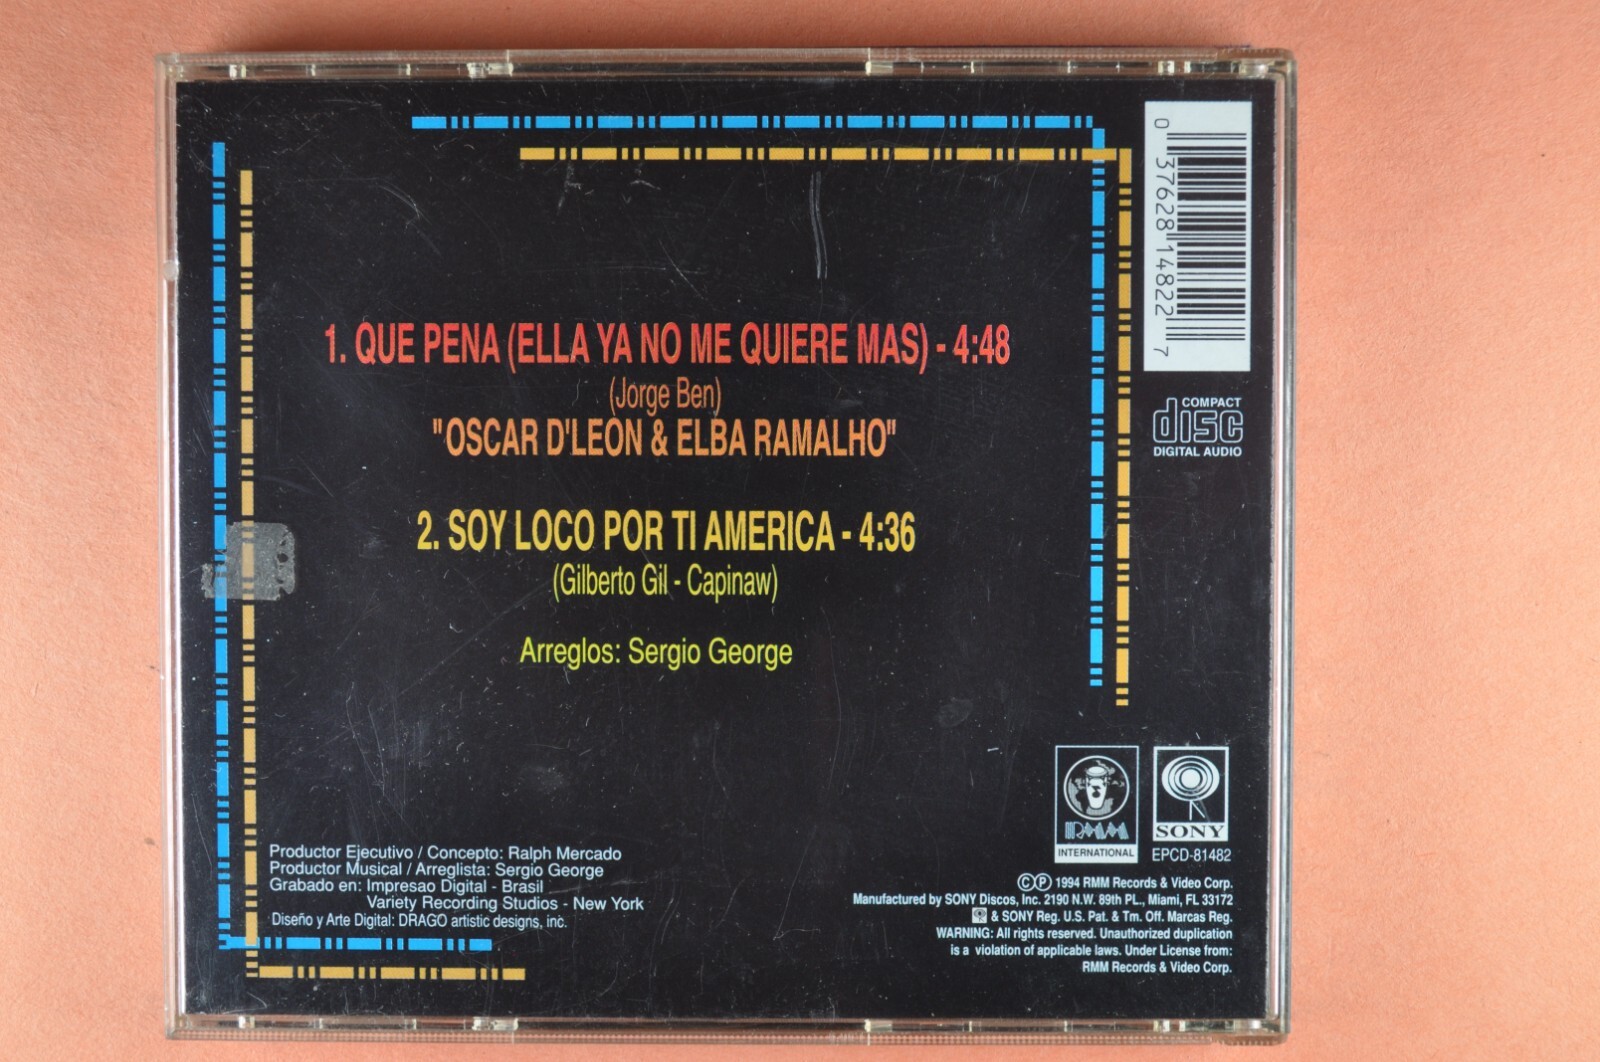 1. QUE PENA (ELLA YA NO ME QUIERE MAS) - 4:48
(Jorge Ben)
"OSCAR D'LEON & ELBA RAMALHO"
2. SOY LOCO POR TI AMERICA - 4:36
(Gilberto Gil - Capinaw)
Arreglos: Sergio George
0 37628 14822 7
COMPACT
disc
DIGITAL AUDIO
Productor Ejecutivo / Concepto: Ralph Mercado
Productor Musical / Arreglista: Sergio George
Grabado en: Impresao Digital - Brasil
Variety Recording Studios - New York
Diseño y Arte Digital: DRAGO artistic designs, inc.
RMM
INTERNATIONAL
SONY
EPCD-81482
©℗ 1994 RMM Records & Video Corp.
Manufactured by SONY Discos, Inc. 2190 N.W. 89th PL., Miami, FL 33172
& SONY Reg. U.S. Pat. & Tm. Off. Marcas Reg.
WARNING: All rights reserved. Unauthorized duplication
is a violation of applicable laws. Under License from:
RMM Records & Video Corp.